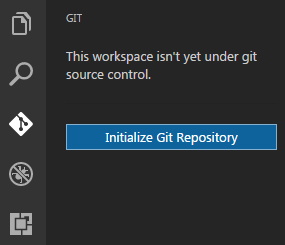 GIT
This workspace isn't yet under git
source control.
Initialize Git Repository